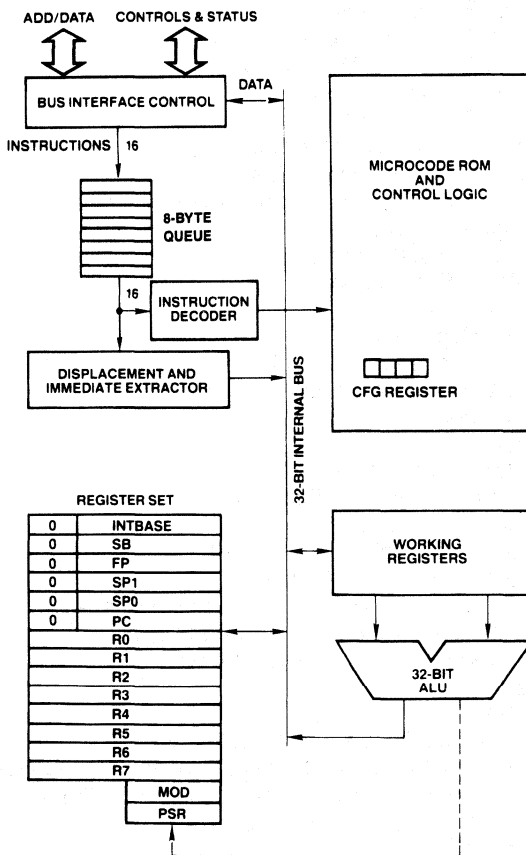 ADD/DATA
CONTROLS & STATUS
BUS INTERFACE CONTROL
DATA
INSTRUCTIONS
16
8-BYTE
QUEUE
16
INSTRUCTION
DECODER
DISPLACEMENT AND
IMMEDIATE EXTRACTOR
MICROCODE ROM
AND
CONTROL LOGIC
CFG REGISTER
32-BIT INTERNAL BUS
REGISTER SET
0 INTBASE
0 SB
0 FP
0 SP1
0 SP0
0 PC
R0
R1
R2
R3
R4
R5
R6
R7
MOD
PSR
WORKING
REGISTERS
32-BIT
ALU